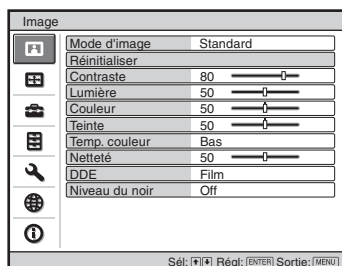 Image
Mode d'image Standard
Réinitialiser
Contraste 80
Lumière 50
Couleur 50
Teinte 50
Temp. couleur Bas
Netteté 50
DDE Film
Niveau du noir Off
Sél: Régl: ENTER Sortie: MENU